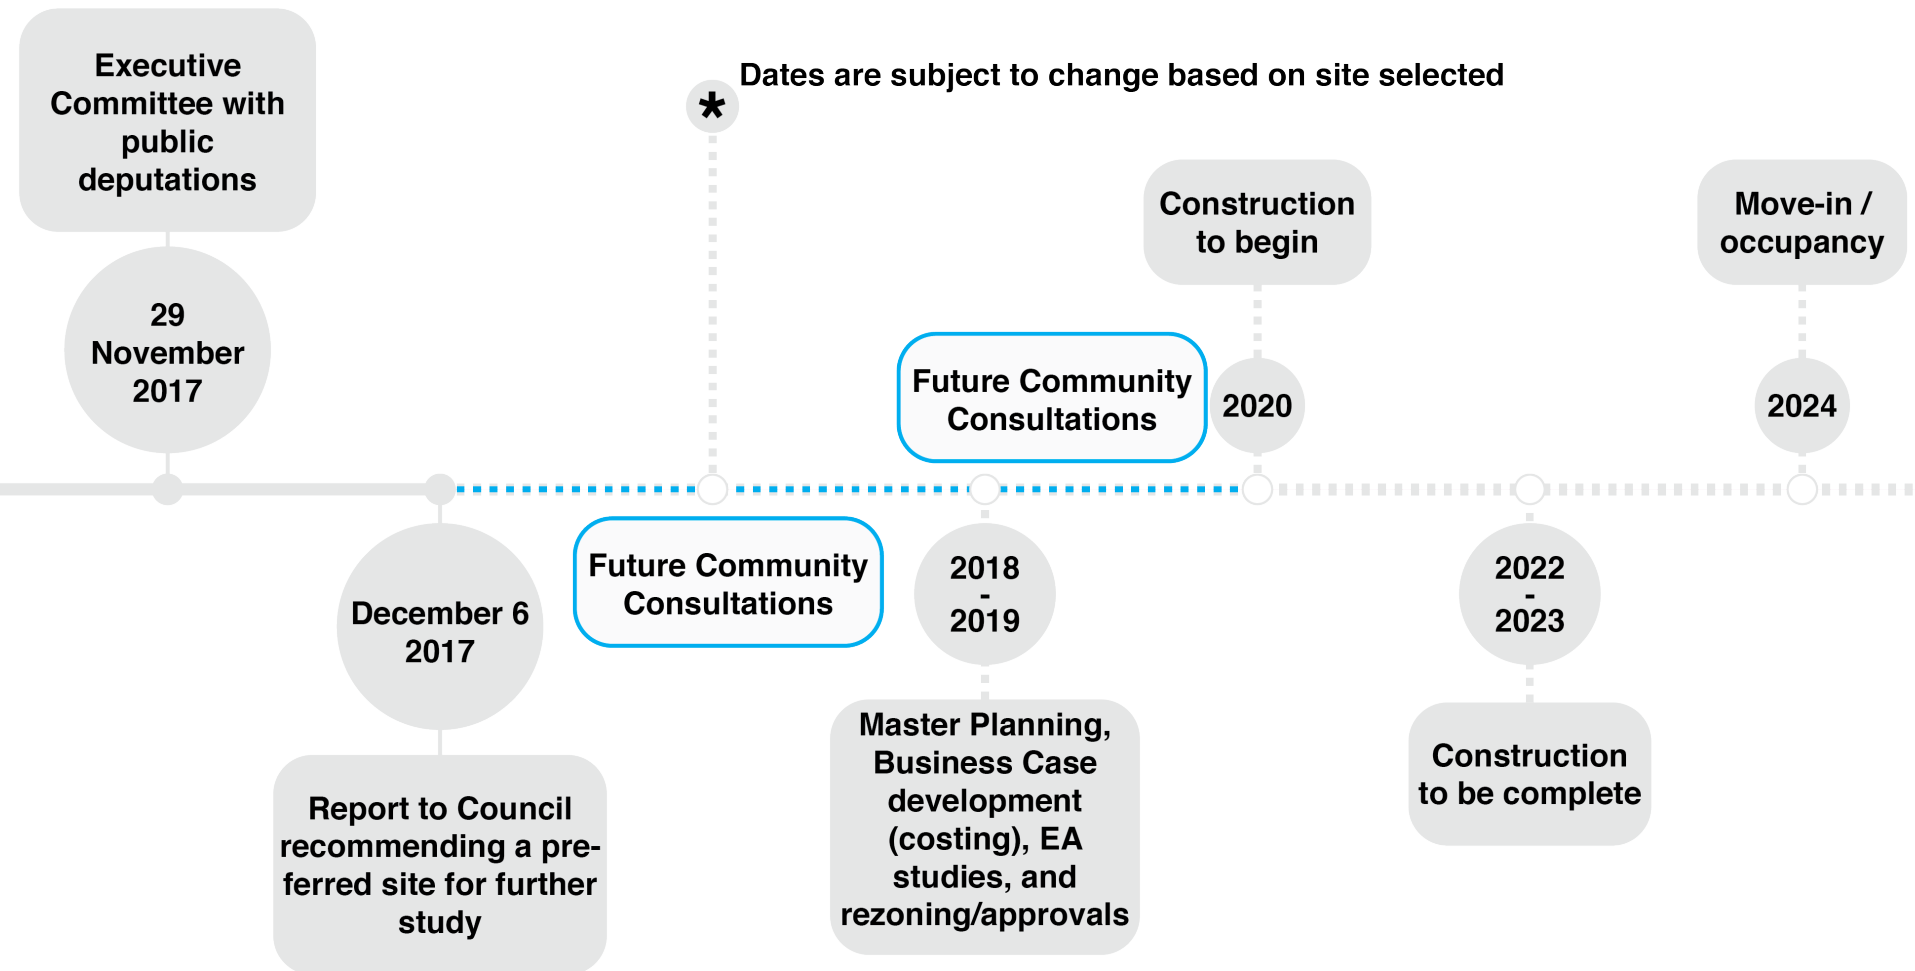 Executive
Committee with
public
deputations
29
November
2017
December 6
2017
Report to Council
recommending a pre-
ferred site for further
study
*
Dates are subject to change based on site selected
Future Community
Consultations
2018
-
2019
Master Planning,
Business Case
development
(costing), EA
studies, and
rezoning/approvals
Future Community
Consultations
Construction
to begin
2020
2022
-
2023
Construction
to be complete
Move-in /
occupancy
2024